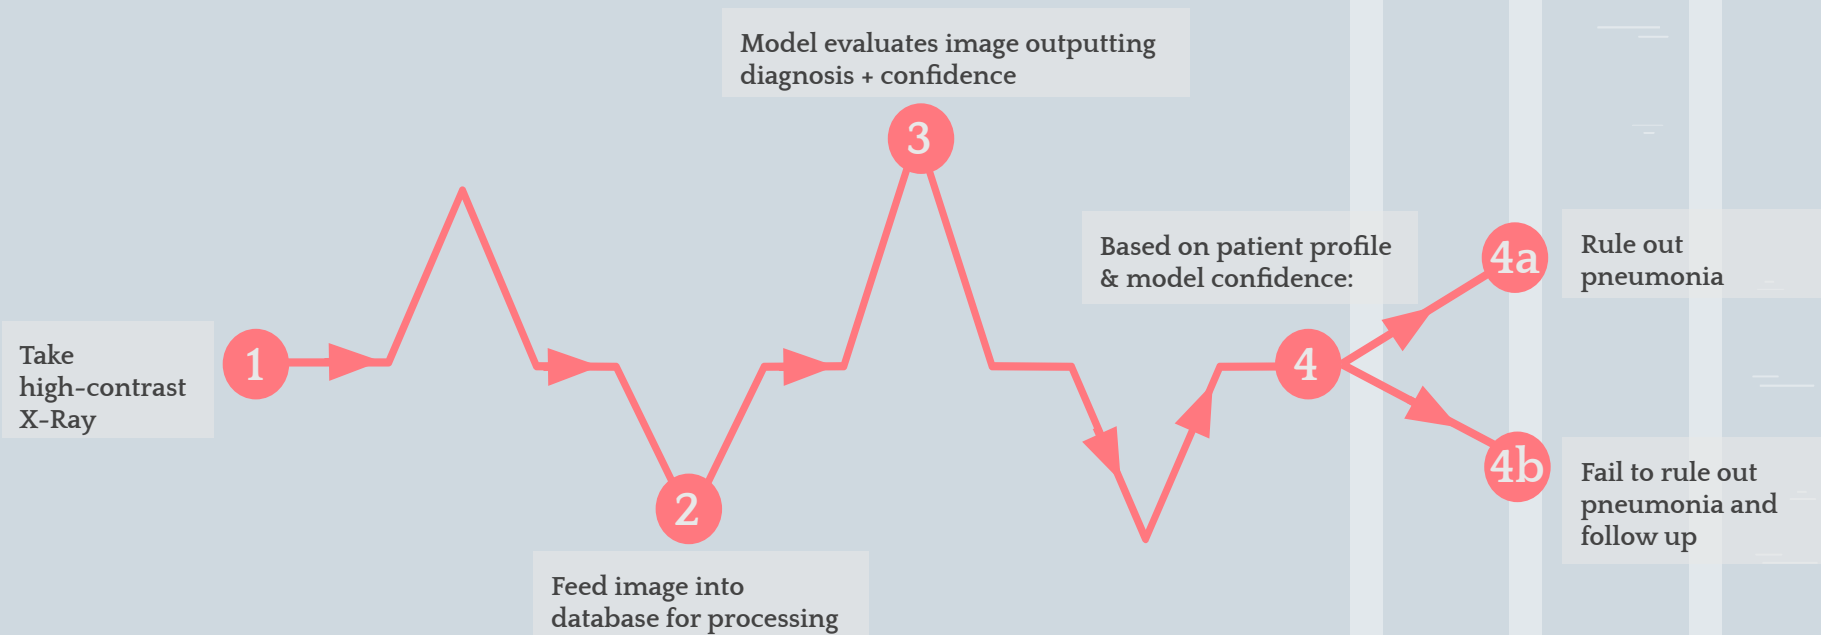 Take
high-contrast
X-Ray
1
2
Feed image into
database for processing
Model evaluates image outputting
diagnosis + confidence
3
Based on patient profile
& model confidence:
4
4a
Rule out
pneumonia
4b
Fail to rule out
pneumonia and
follow up